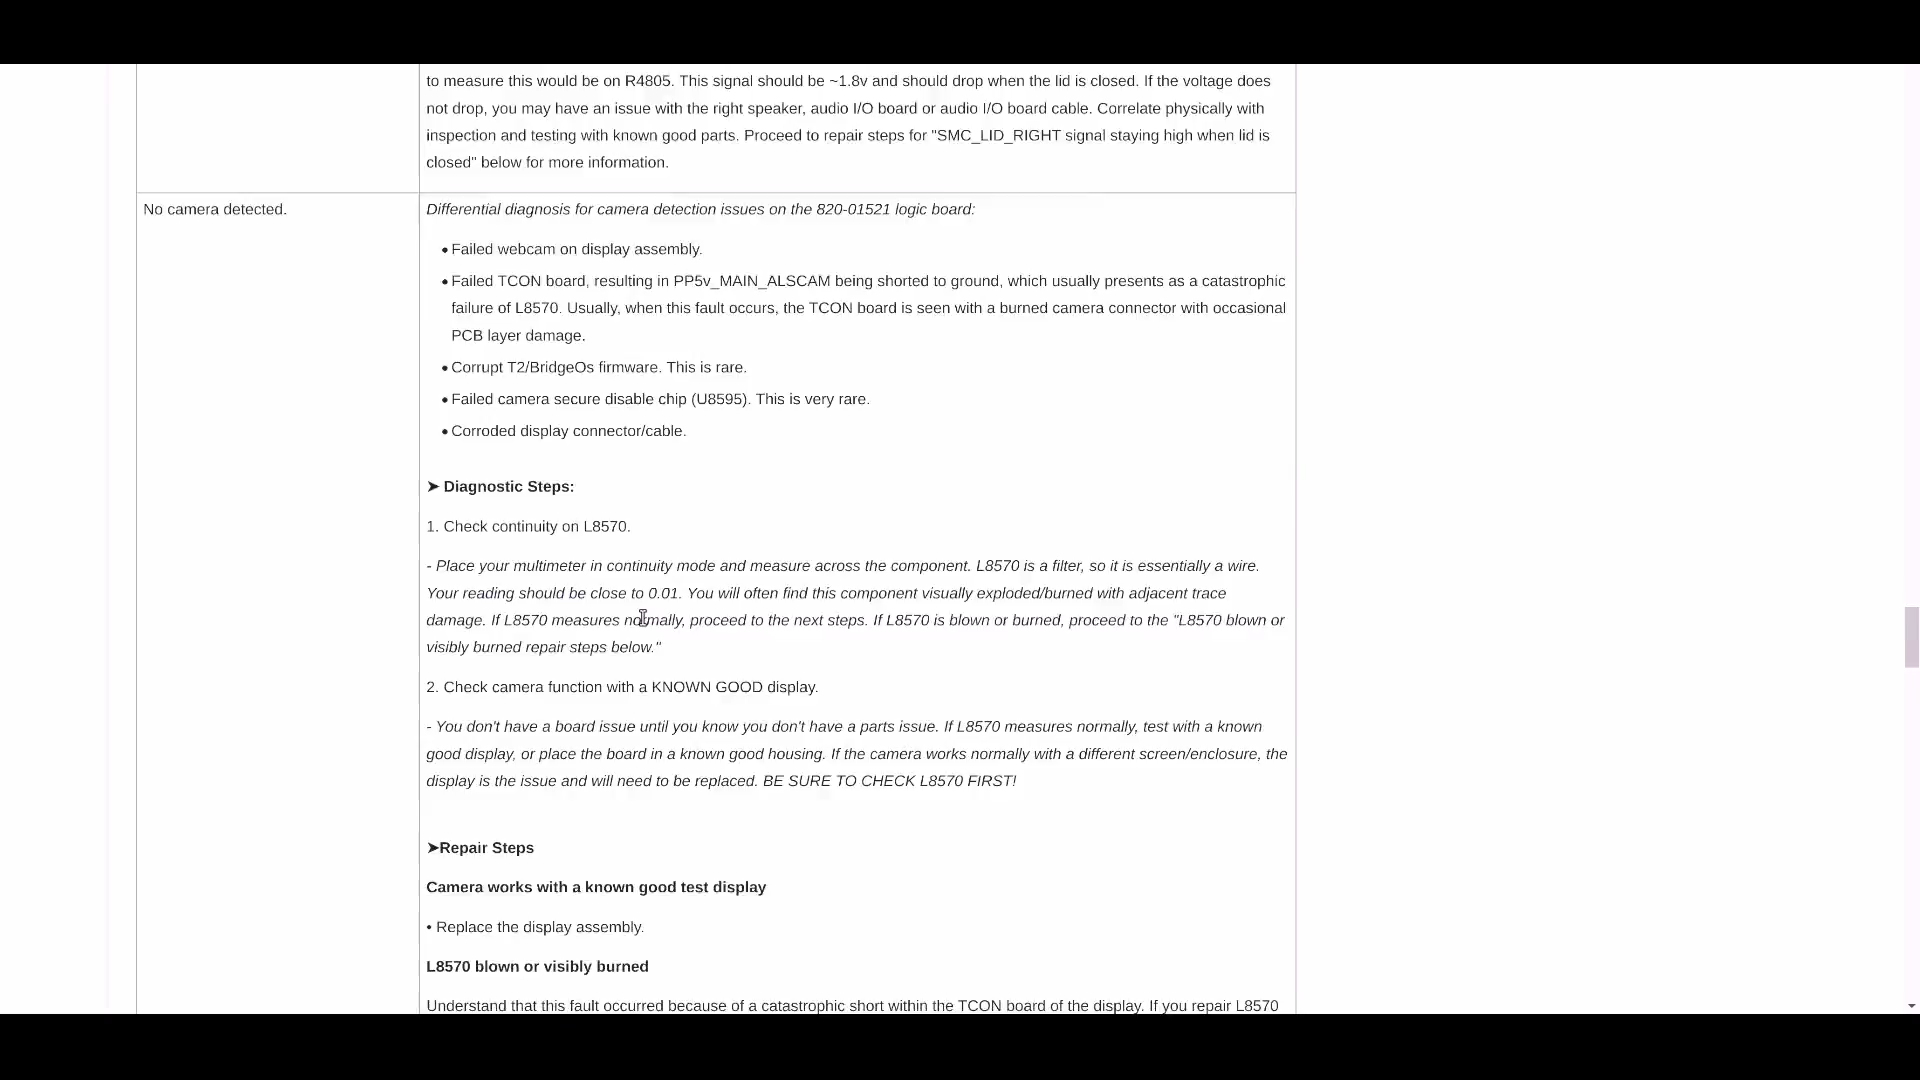 to measure this would be on R4805. This signal should be ~1.8v and should drop when the lid is closed. If the voltage does
not drop, you may have an issue with the right speaker, audio I/O board or audio I/O board cable. Correlate physically with
inspection and testing with known good parts. Proceed to repair steps for "SMC_LID_RIGHT signal staying high when lid is
closed" below for more information.
No camera detected.
Differential diagnosis for camera detection issues on the 820-01521 logic board:
• Failed webcam on display assembly.
• Failed TCON board, resulting in PP5v_MAIN_ALSCAM being shorted to ground, which usually presents as a catastrophic
failure of L8570. Usually, when this fault occurs, the TCON board is seen with a burned camera connector with occasional
PCB layer damage.
• Corrupt T2/BridgeOs firmware. This is rare.
• Failed camera secure disable chip (U8595). This is very rare.
• Corroded display connector/cable.
➤ Diagnostic Steps:
1. Check continuity on L8570.
- Place your multimeter in continuity mode and measure across the component. L8570 is a filter, so it is essentially a wire.
Your reading should be close to 0.01. You will often find this component visually exploded/burned with adjacent trace
damage. If L8570 measures normally, proceed to the next steps. If L8570 is blown or burned, proceed to the "L8570 blown or
visibly burned repair steps below."
2. Check camera function with a KNOWN GOOD display.
- You don't have a board issue until you know you don't have a parts issue. If L8570 measures normally, test with a known
good display, or place the board in a known good housing. If the camera works normally with a different screen/enclosure, the
display is the issue and will need to be replaced. BE SURE TO CHECK L8570 FIRST!
➤Repair Steps
Camera works with a known good test display
• Replace the display assembly.
L8570 blown or visibly burned
Understand that this fault occurred because of a catastrophic short within the TCON board of the display. If you repair L8570